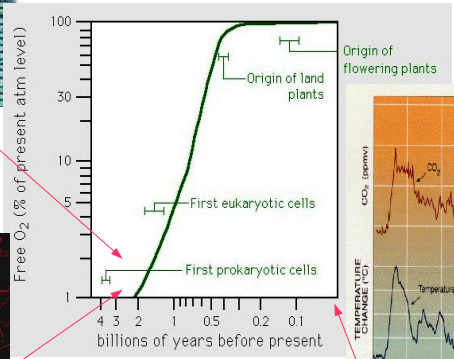 Free O2 (% of present atm level)
100
30
10
5
1
Origin of
flowering plants
Origin of land
plants
First eukaryotic cells
First prokaryotic cells
4 3 2 1 0.5 0.2 0.1
billions of years before present
CO2 (ppmv)
CO2
TEMPERATURE
CHANGE (°C)
Temperature